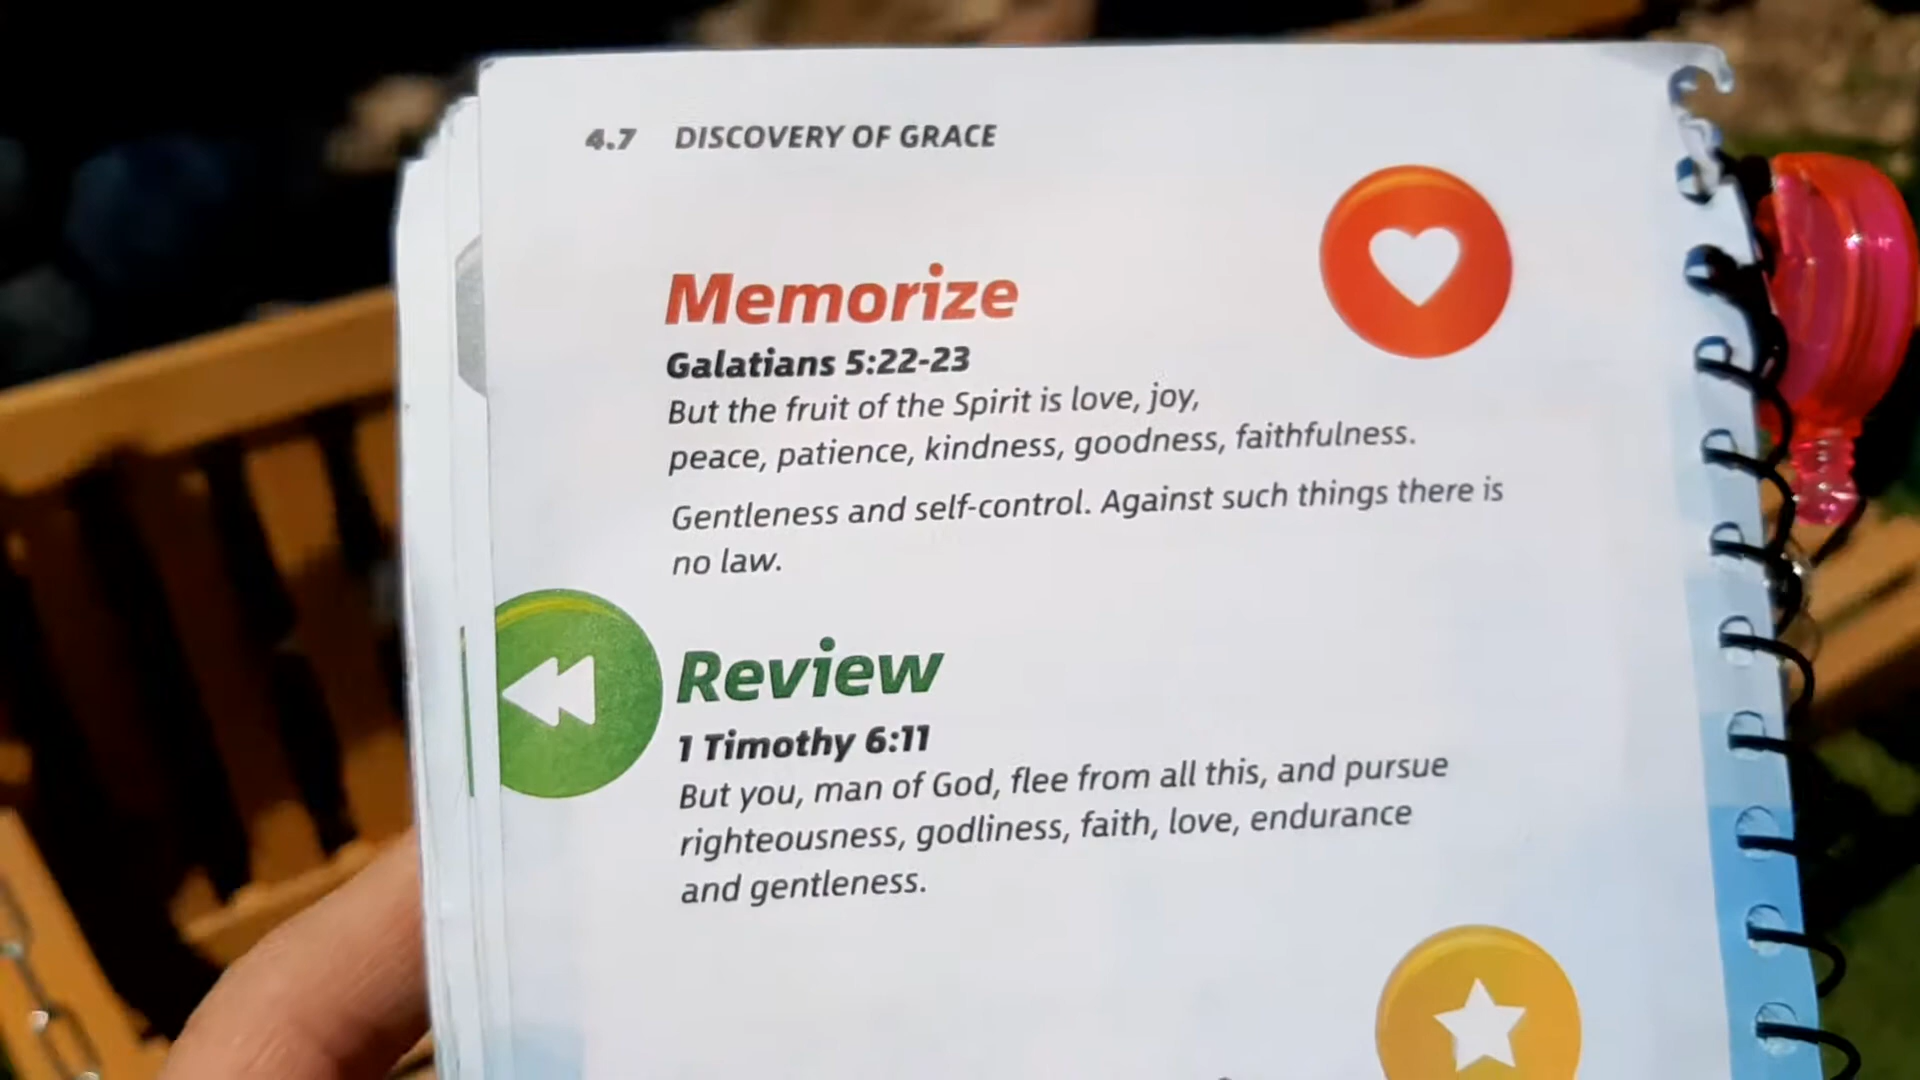 4.7 DISCOVERY OF GRACE
Memorize
Galatians 5:22-23
But the fruit of the Spirit is love, joy,
peace, patience, kindness, goodness, faithfulness.
Gentleness and self-control. Against such things there is
no law.
Review
1 Timothy 6:11
But you, man of God, flee from all this, and pursue
righteousness, godliness, faith, love, endurance
and gentleness.